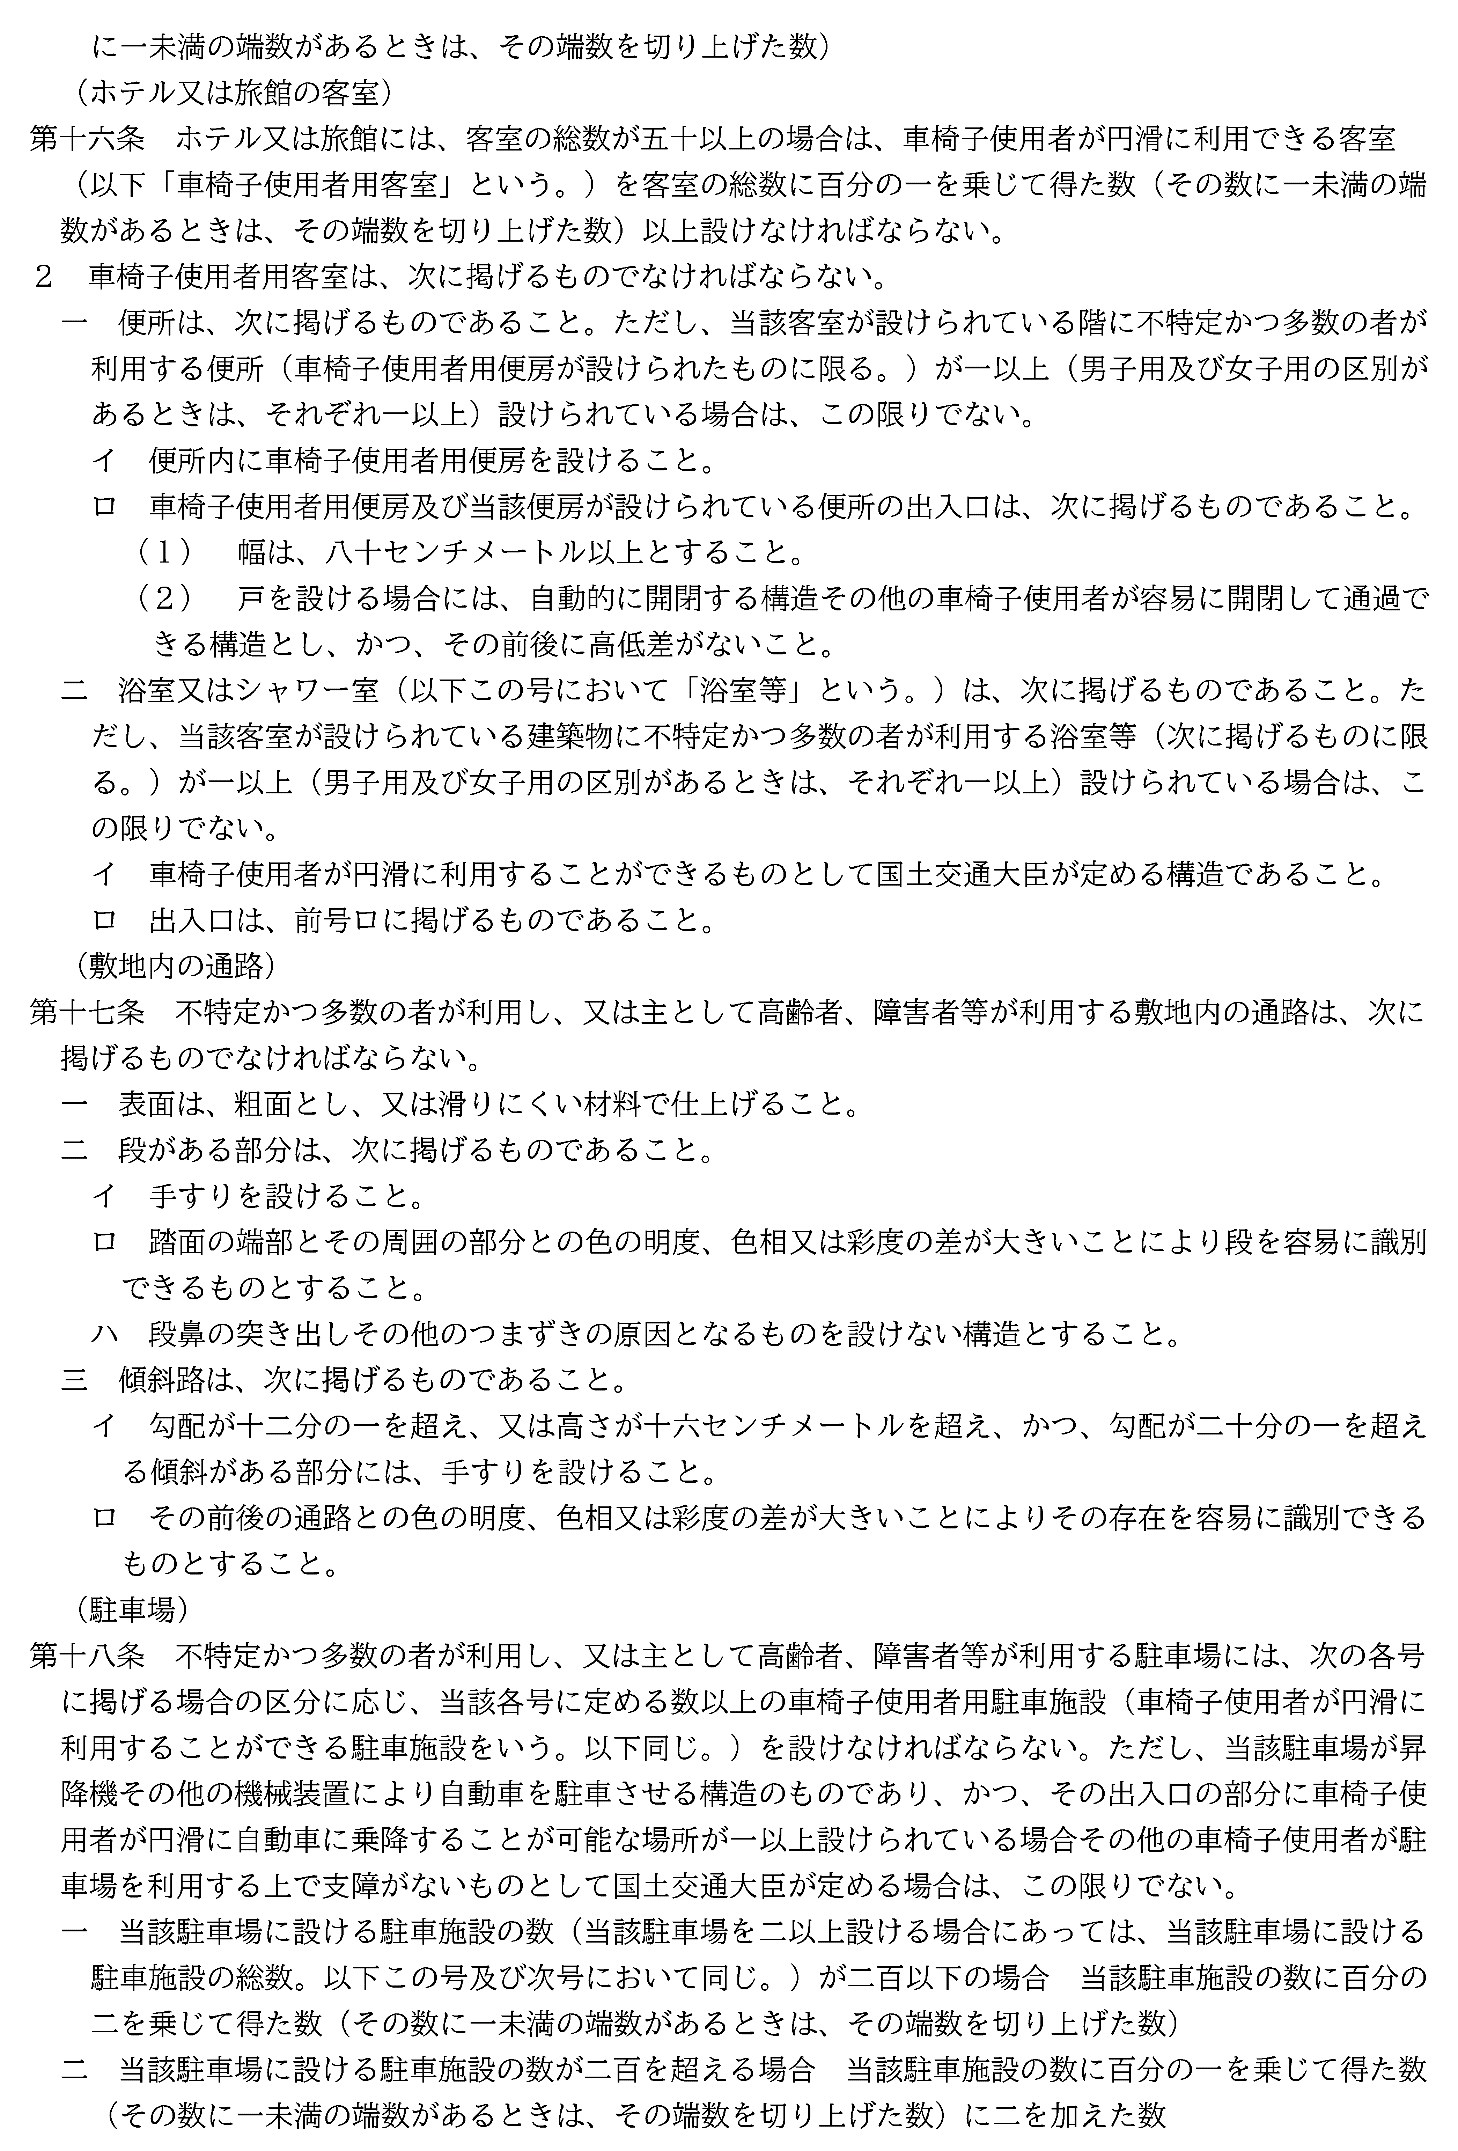 に一未満の端数があるときは、その端数を切り上げた数）
（ホテル又は旅館の客室）
第十六条　ホテル又は旅館には、客室の総数が五十以上の場合は、車椅子使用者が円滑に利用できる客室
（以下「車椅子使用者用客室」という。）を客室の総数に百分の一を乗じて得た数（その数に一未満の端
数があるときは、その端数を切り上げた数）以上設けなければならない。
２　車椅子使用者用客室は、次に掲げるものでなければならない。
一　便所は、次に掲げるものであること。ただし、当該客室が設けられている階に不特定かつ多数の者が
利用する便所（車椅子使用者用便房が設けられたものに限る。）が一以上（男子用及び女子用の区別が
あるときは、それぞれ一以上）設けられている場合は、この限りでない。
イ　便所内に車椅子使用者用便房を設けること。
ロ　車椅子使用者用便房及び当該便房が設けられている便所の出入口は、次に掲げるものであること。
（１）　幅は、八十センチメートル以上とすること。
（２）　戸を設ける場合には、自動的に開閉する構造その他の車椅子使用者が容易に開閉して通過で
きる構造とし、かつ、その前後に高低差がないこと。
二　浴室又はシャワー室（以下この号において「浴室等」という。）は、次に掲げるものであること。た
だし、当該客室が設けられている建築物に不特定かつ多数の者が利用する浴室等（次に掲げるものに限
る。）が一以上（男子用及び女子用の区別があるときは、それぞれ一以上）設けられている場合は、こ
の限りでない。
イ　車椅子使用者が円滑に利用することができるものとして国土交通大臣が定める構造であること。
ロ　出入口は、前号ロに掲げるものであること。
（敷地内の通路）
第十七条　不特定かつ多数の者が利用し、又は主として高齢者、障害者等が利用する敷地内の通路は、次に
掲げるものでなければならない。
一　表面は、粗面とし、又は滑りにくい材料で仕上げること。
二　段がある部分は、次に掲げるものであること。
イ　手すりを設けること。
ロ　踏面の端部とその周囲の部分との色の明度、色相又は彩度の差が大きいことにより段を容易に識別
できるものとすること。
ハ　段鼻の突き出しその他のつまずきの原因となるものを設けない構造とすること。
三　傾斜路は、次に掲げるものであること。
イ　勾配が十二分の一を超え、又は高さが十六センチメートルを超え、かつ、勾配が二十分の一を超え
る傾斜がある部分には、手すりを設けること。
ロ　その前後の通路との色の明度、色相又は彩度の差が大きいことによりその存在を容易に識別できる
ものとすること。
（駐車場）
第十八条　不特定かつ多数の者が利用し、又は主として高齢者、障害者等が利用する駐車場には、次の各号
に掲げる場合の区分に応じ、当該各号に定める数以上の車椅子使用者用駐車施設（車椅子使用者が円滑に
利用することができる駐車施設をいう。以下同じ。）を設けなければならない。ただし、当該駐車場が昇
降機その他の機械装置により自動車を駐車させる構造のものであり、かつ、その出入口の部分に車椅子使
用者が円滑に自動車に乗降することが可能な場所が一以上設けられている場合その他の車椅子使用者が駐
車場を利用する上で支障がないものとして国土交通大臣が定める場合は、この限りでない。
一　当該駐車場に設ける駐車施設の数（当該駐車場を二以上設ける場合にあっては、当該駐車場に設ける
駐車施設の総数。以下この号及び次号において同じ。）が二百以下の場合　当該駐車施設の数に百分の
二を乗じて得た数（その数に一未満の端数があるときは、その端数を切り上げた数）
二　当該駐車場に設ける駐車施設の数が二百を超える場合　当該駐車施設の数に百分の一を乗じて得た数
（その数に一未満の端数があるときは、その端数を切り上げた数）に二を加えた数